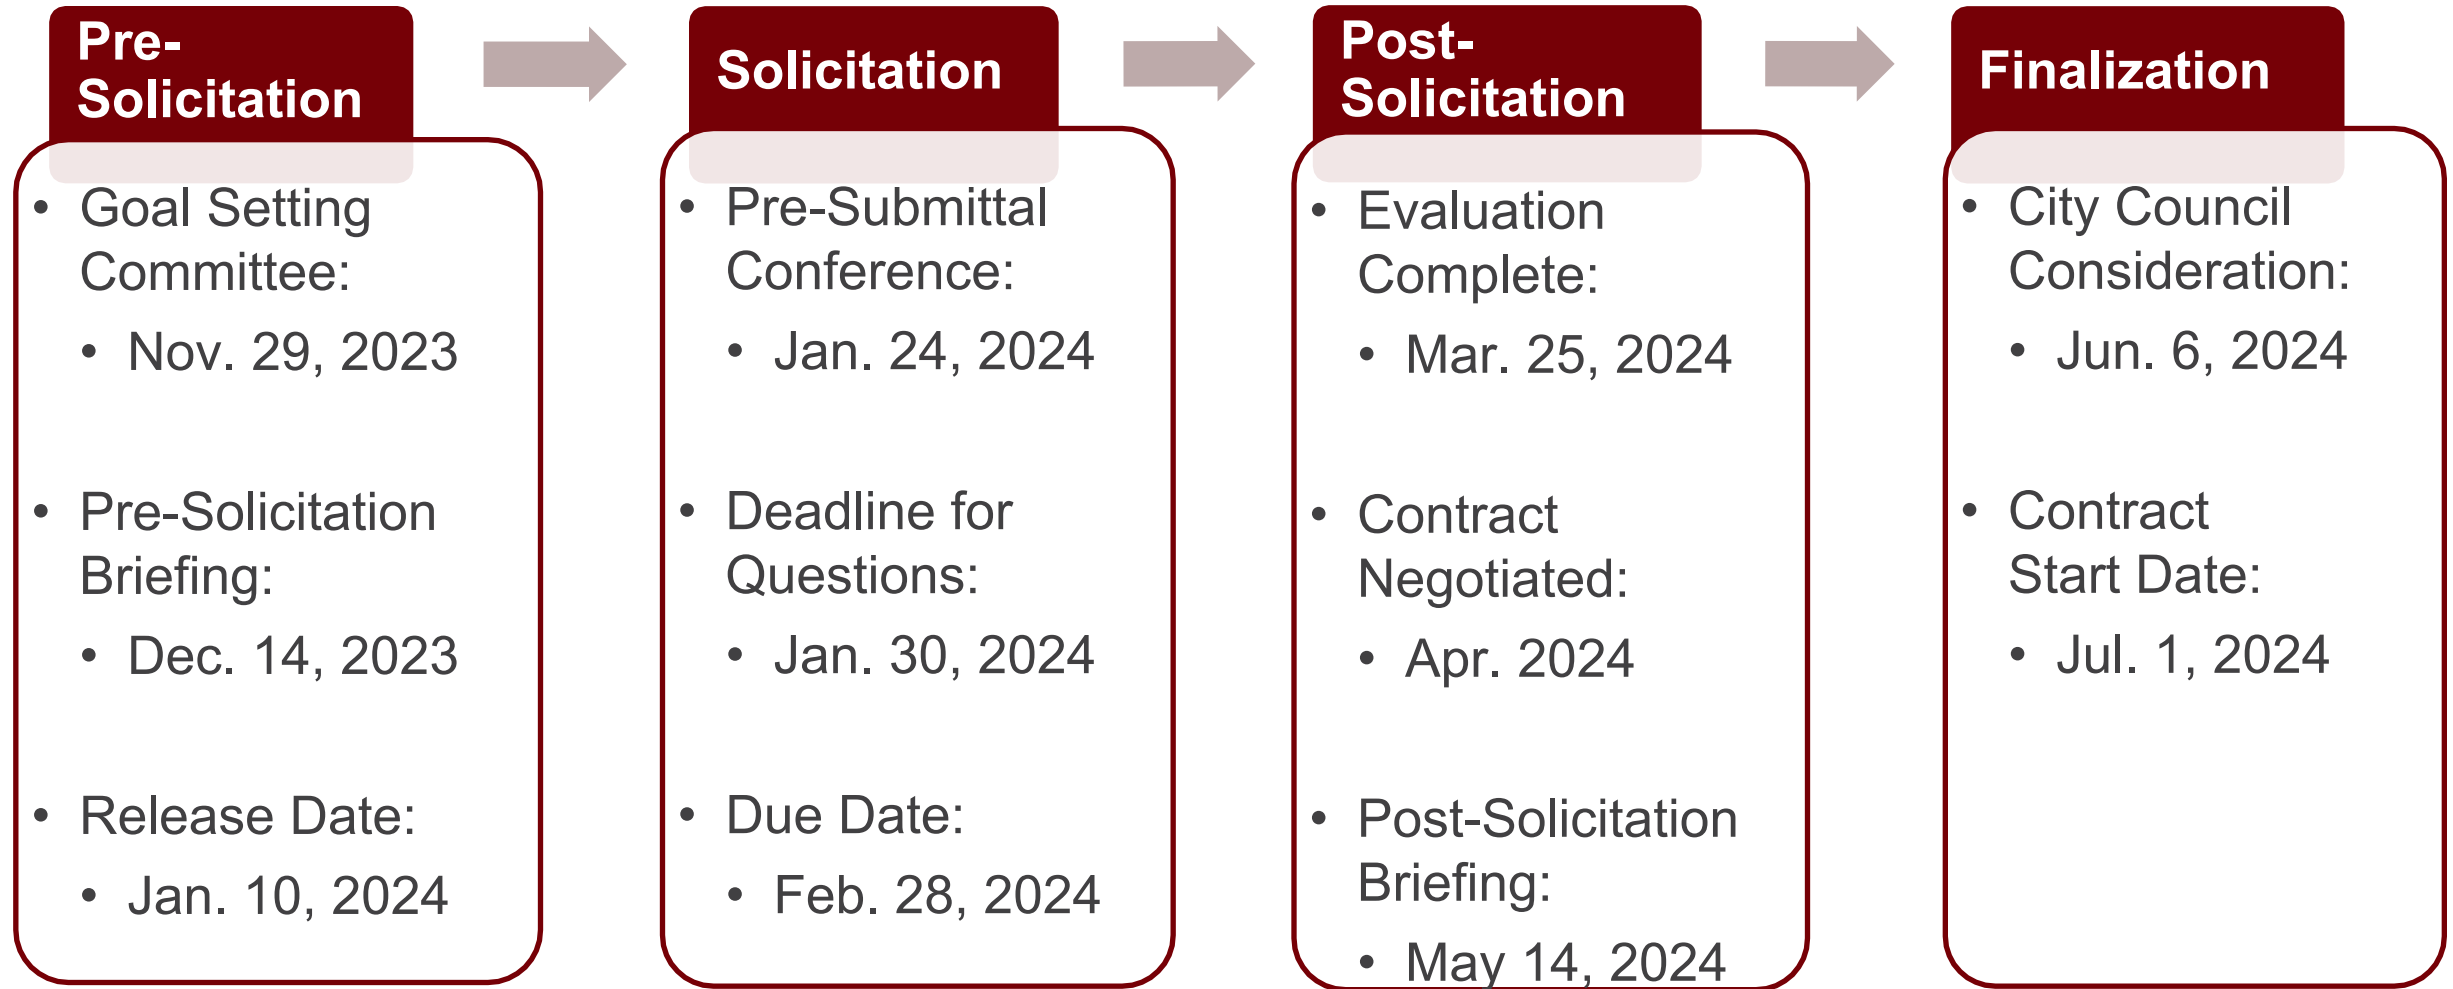 Pre-
Solicitation
• Goal Setting
Committee:
• Nov. 29, 2023
• Pre-Solicitation
Briefing:
• Dec. 14, 2023
• Release Date:
• Jan. 10, 2024
Solicitation
• Pre-Submittal
Conference:
• Jan. 24, 2024
• Deadline for
Questions:
• Jan. 30, 2024
• Due Date:
• Feb. 28, 2024
Post-
Solicitation
• Evaluation
Complete:
• Mar. 25, 2024
• Contract
Negotiated:
• Apr. 2024
• Post-Solicitation
Briefing:
• May 14, 2024
Finalization
• City Council
Consideration:
• Jun. 6, 2024
• Contract
Start Date:
• Jul. 1, 2024